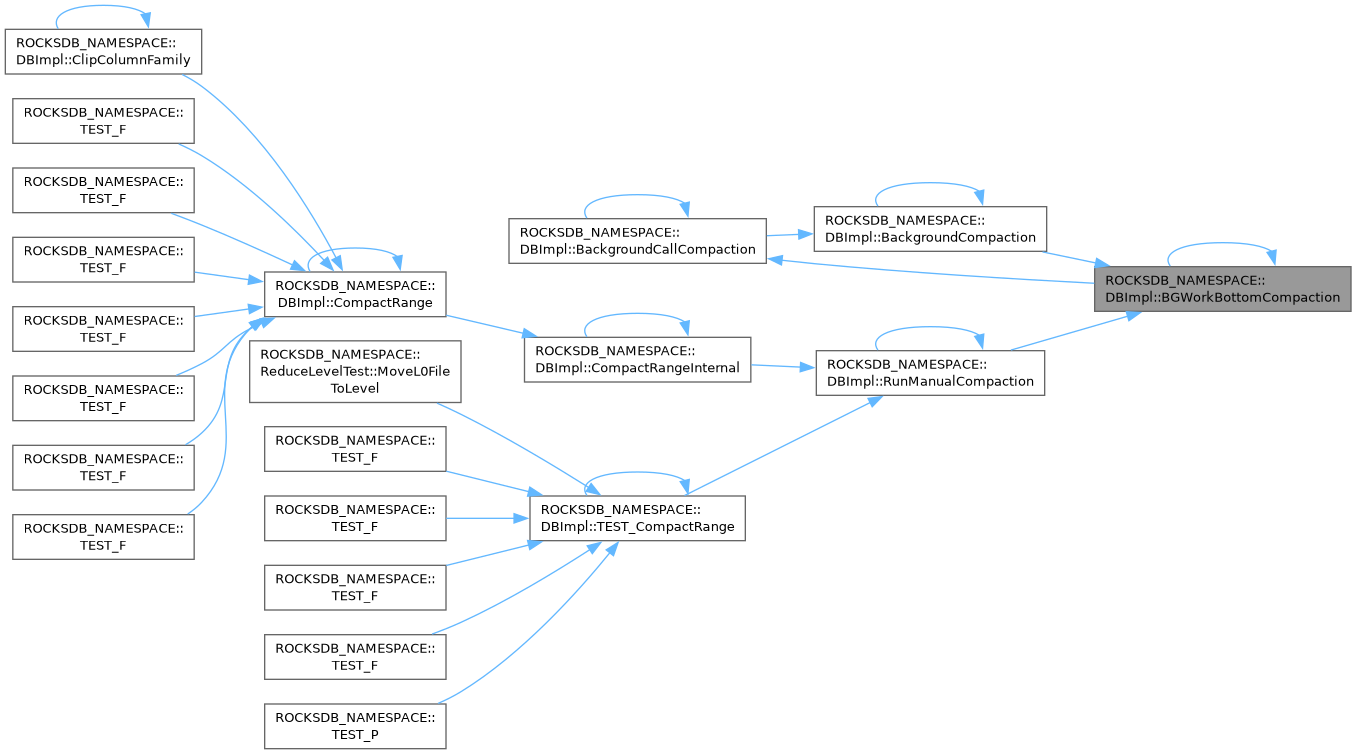 ROCKSDB_NAMESPACE::
DBImpl::ClipColumnFamily
ROCKSDB_NAMESPACE::
TEST_F
ROCKSDB_NAMESPACE::
TEST_F
ROCKSDB_NAMESPACE::
TEST_F
ROCKSDB_NAMESPACE::
TEST_F
ROCKSDB_NAMESPACE::
TEST_F
ROCKSDB_NAMESPACE::
TEST_F
ROCKSDB_NAMESPACE::
TEST_F
ROCKSDB_NAMESPACE::
DBImpl::CompactRange
ROCKSDB_NAMESPACE::
ReduceLevelTest::MoveL0File
ToLevel
ROCKSDB_NAMESPACE::
TEST_F
ROCKSDB_NAMESPACE::
TEST_F
ROCKSDB_NAMESPACE::
TEST_F
ROCKSDB_NAMESPACE::
TEST_F
ROCKSDB_NAMESPACE::
TEST_P
ROCKSDB_NAMESPACE::
DBImpl::BackgroundCallCompaction
ROCKSDB_NAMESPACE::
DBImpl::CompactRangeInternal
ROCKSDB_NAMESPACE::
DBImpl::TEST_CompactRange
ROCKSDB_NAMESPACE::
DBImpl::BackgroundCompaction
ROCKSDB_NAMESPACE::
DBImpl::RunManualCompaction
ROCKSDB_NAMESPACE::
DBImpl::BGWorkBottomCompaction